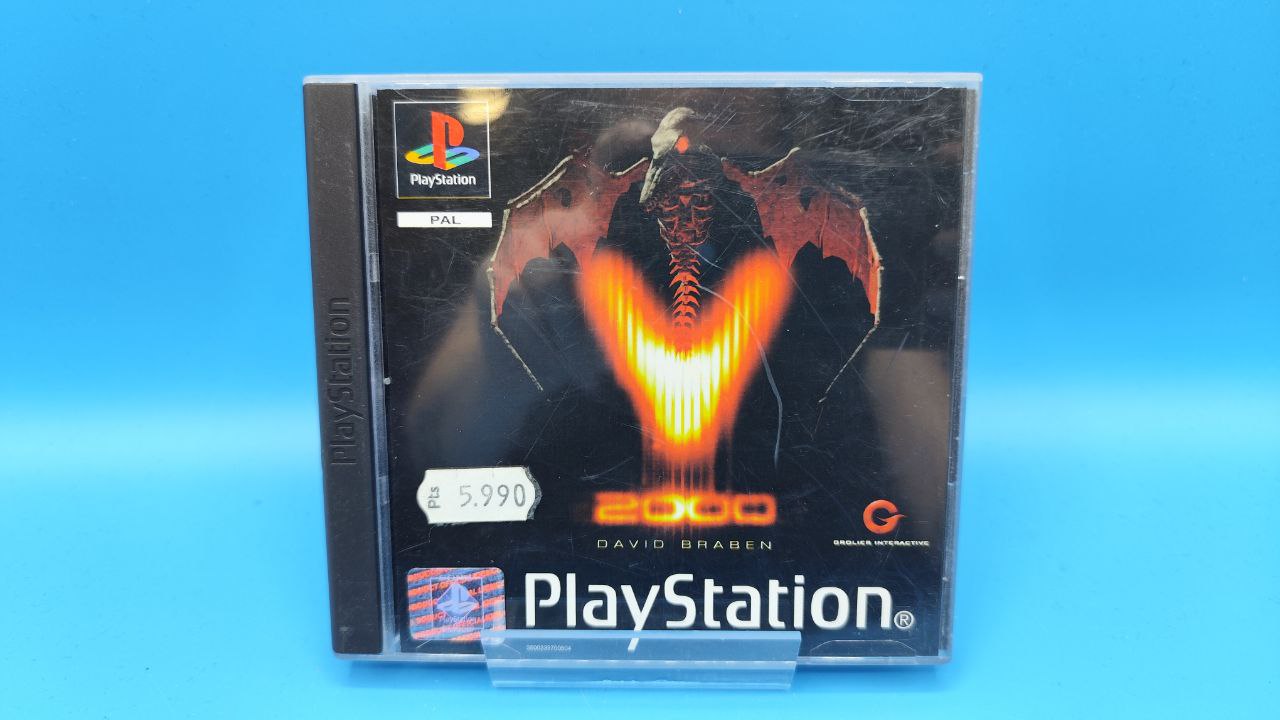 PlayStation
PAL
PlayStation
V
2000
Pts 5.990
DAVID BRABEN
GROLIER INTERACTIVE
PlayStation®